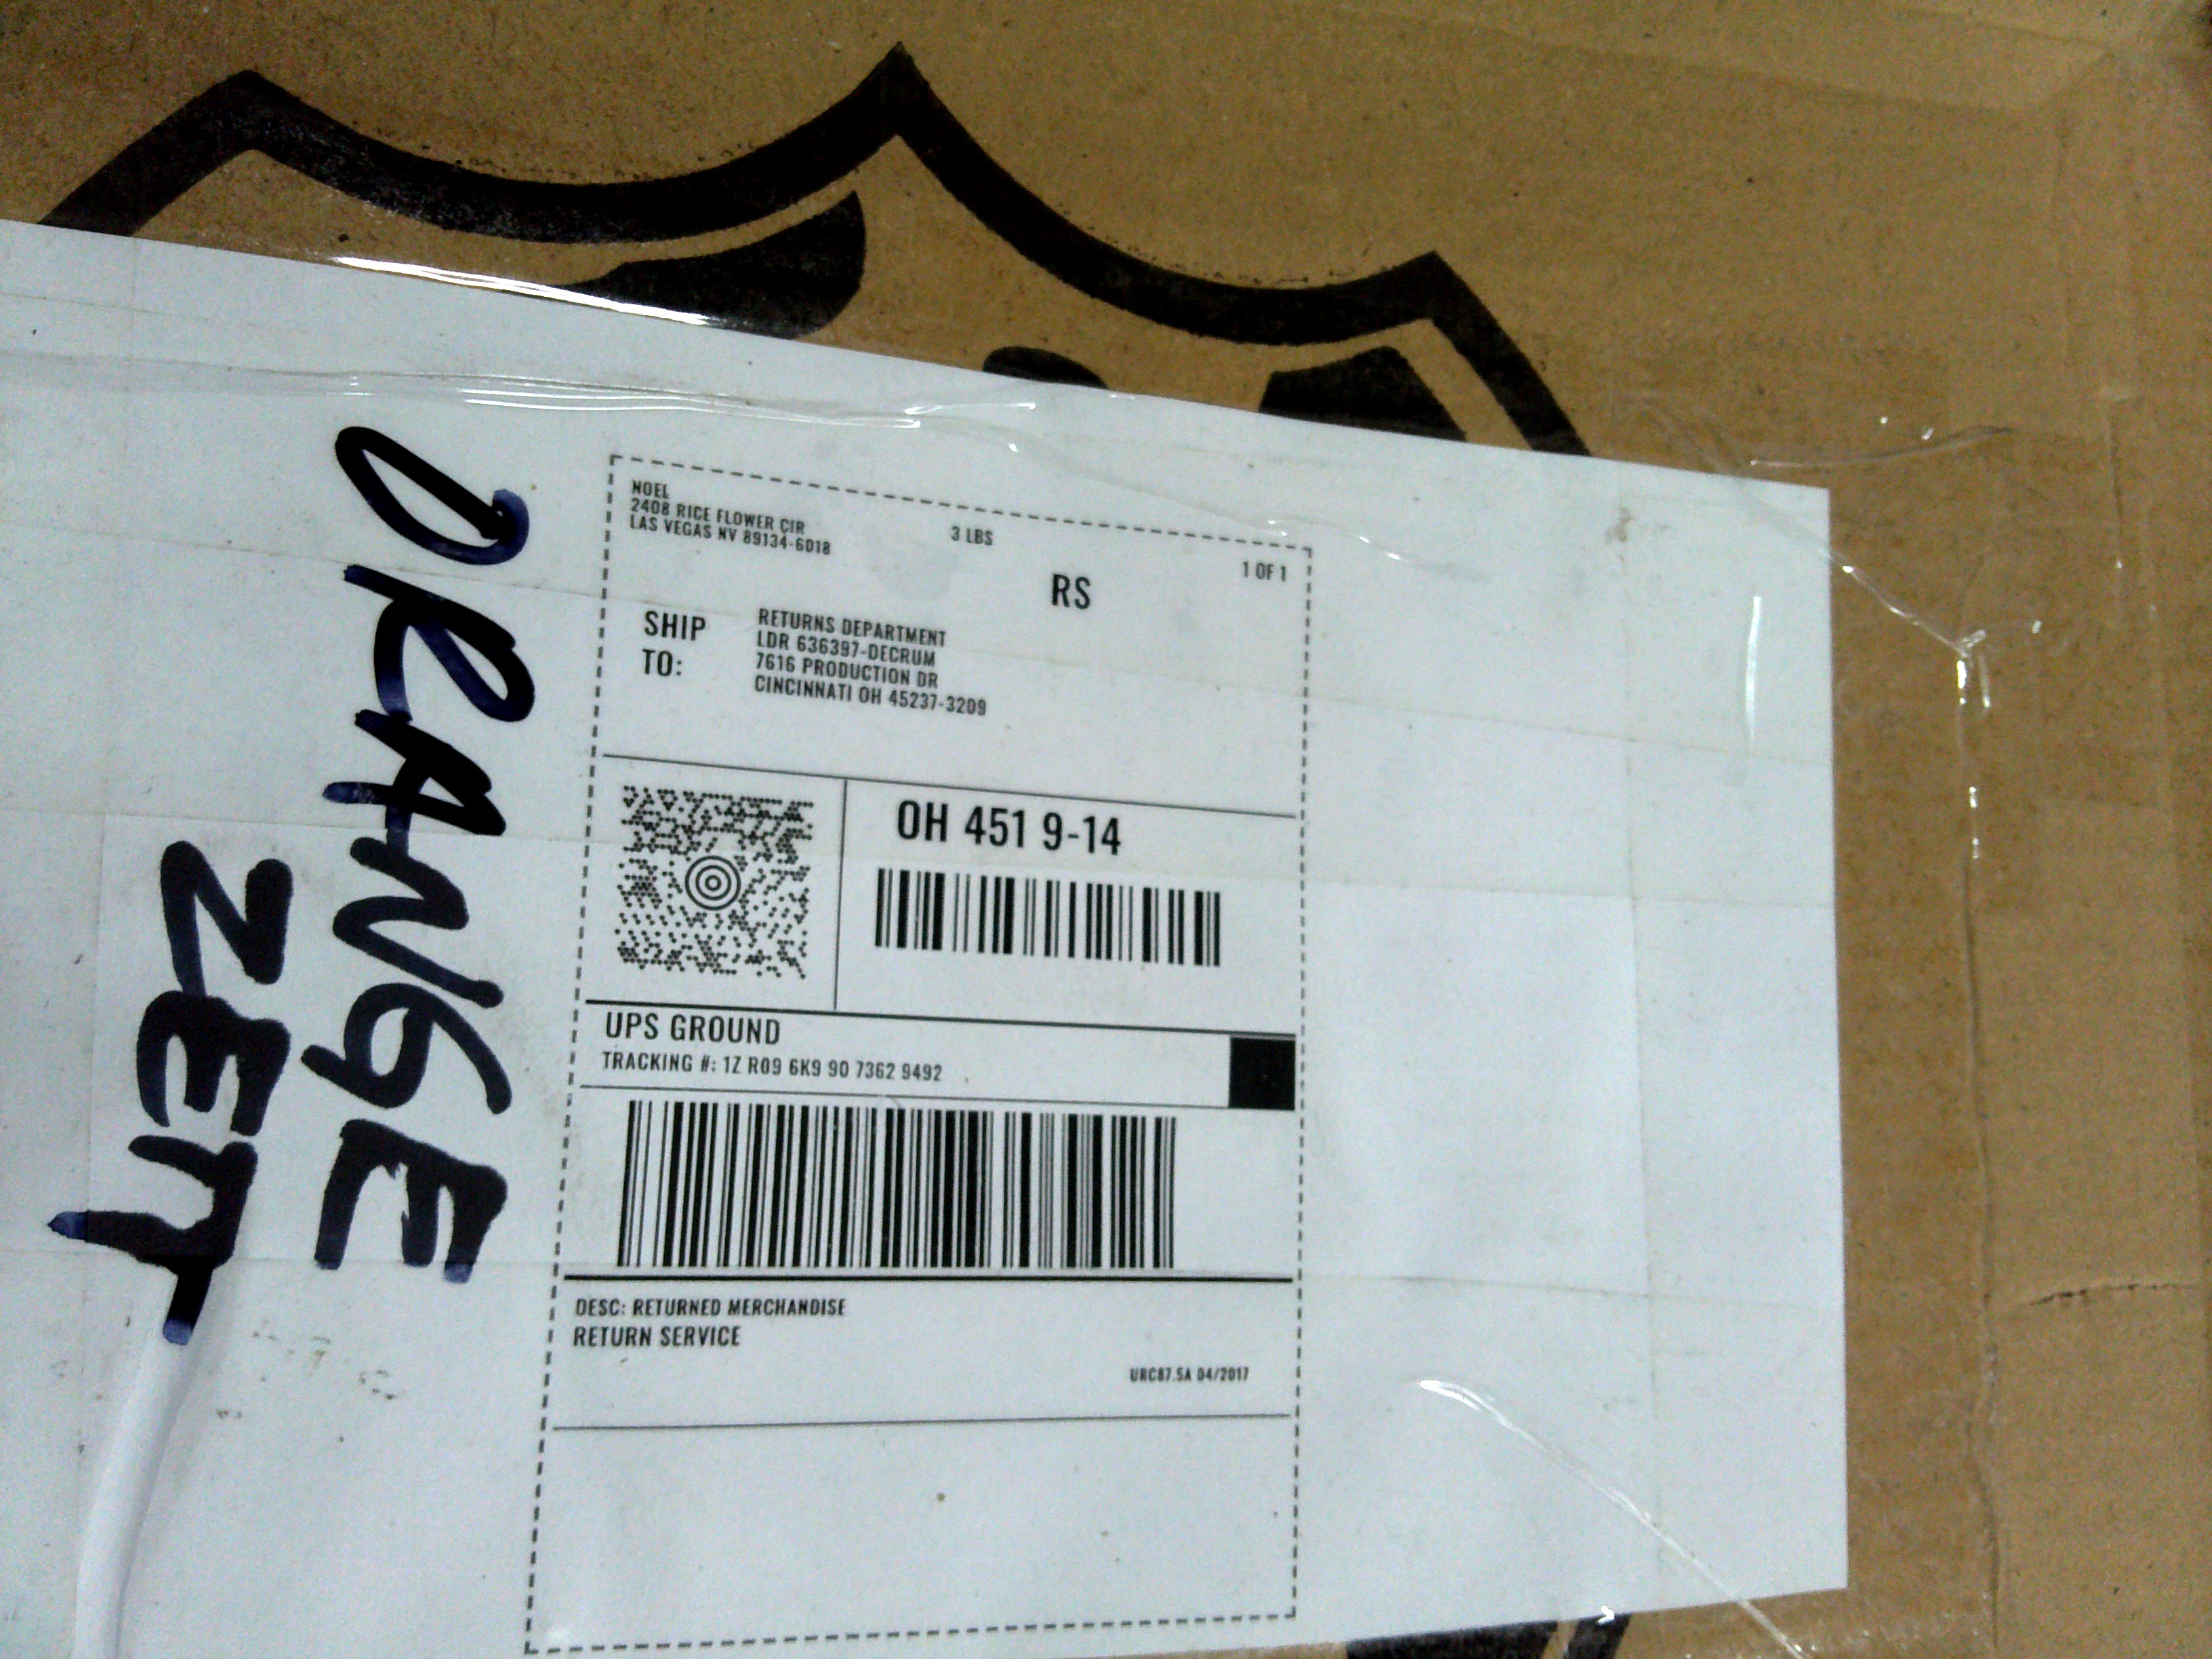 NOEL
2408 RICE FLOWER CIR
LAS VEGAS NV 89134-6018
3 LBS
1 OF 1
RS
SHIP TO:
RETURNS DEPARTMENT
LDR 636397-DECRUM
7616 PRODUCTION DR
CINCINNATI OH 45237-3209
OH 451 9-14
UPS GROUND
TRACKING #: 1Z R09 6K9 90 7362 9492
DESC: RETURNED MERCHANDISE
RETURN SERVICE
URC87.5A 04/2017
ORANGE
ZEN